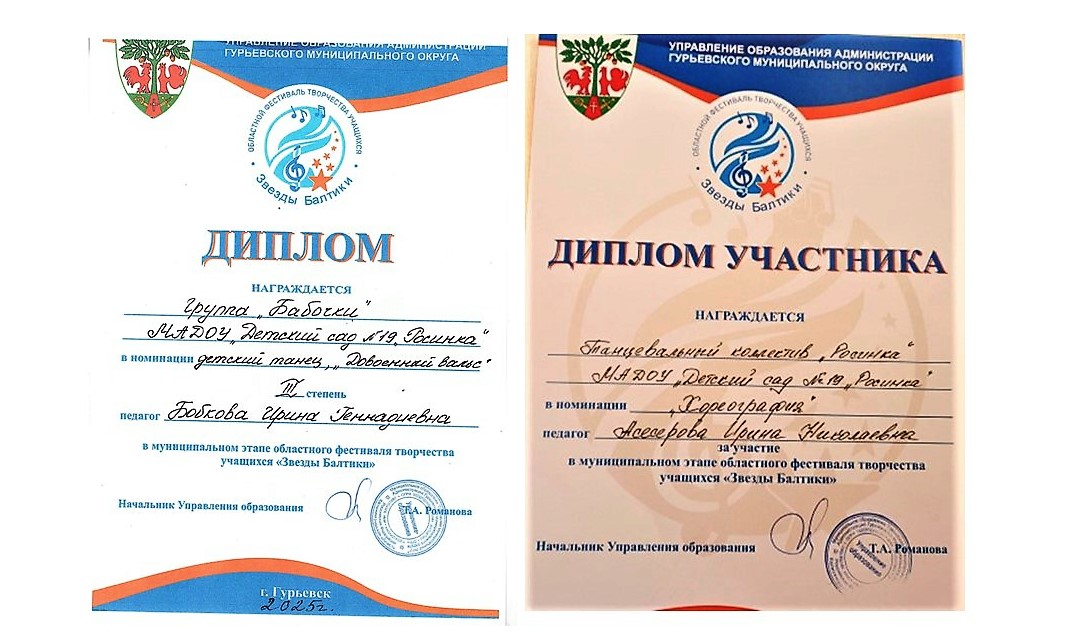 УПРАВЛЕНИЕ ОБРАЗОВАНИЯ АДМИНИСТРАЦИИ
ГУРЬЕВСКОГО МУНИЦИПАЛЬНОГО ОКРУГА
ОБЛАСТНОЙ ФЕСТИВАЛЬ ТВОРЧЕСТВА УЧАЩИХСЯ
Звезды Балтики
ДИПЛОМ
НАГРАЖДАЕТСЯ
Группа „Бабочки"
МАДОУ „Детский сад №19 „Росинка"
в номинации детский танец, „Довоенный вальс"
III степень
педагог Бобкова Ирина Геннадиевна
в муниципальном этапе областного фестиваля творчества
учащихся «Звезды Балтики»
Начальник Управления образования Т.А. Романова
г. Гурьевск
2025г.
УПРАВЛЕНИЕ ОБРАЗОВАНИЯ АДМИНИСТРАЦИИ
ГУРЬЕВСКОГО МУНИЦИПАЛЬНОГО ОКРУГА
ОБЛАСТНОЙ ФЕСТИВАЛЬ ТВОРЧЕСТВА УЧАЩИХСЯ
Звезды Балтики
ДИПЛОМ УЧАСТНИКА
НАГРАЖДАЕТСЯ
Танцевальный коллектив „Росинка"
МАДОУ „Детский сад №19 „Росинка"
в номинации „Хореография"
педагог Асесерова Ирина Николаевна
за участие
в муниципальном этапе областного фестиваля творчества
учащихся «Звезды Балтики»
Начальник Управления образования Т.А. Романова
Управление
образования